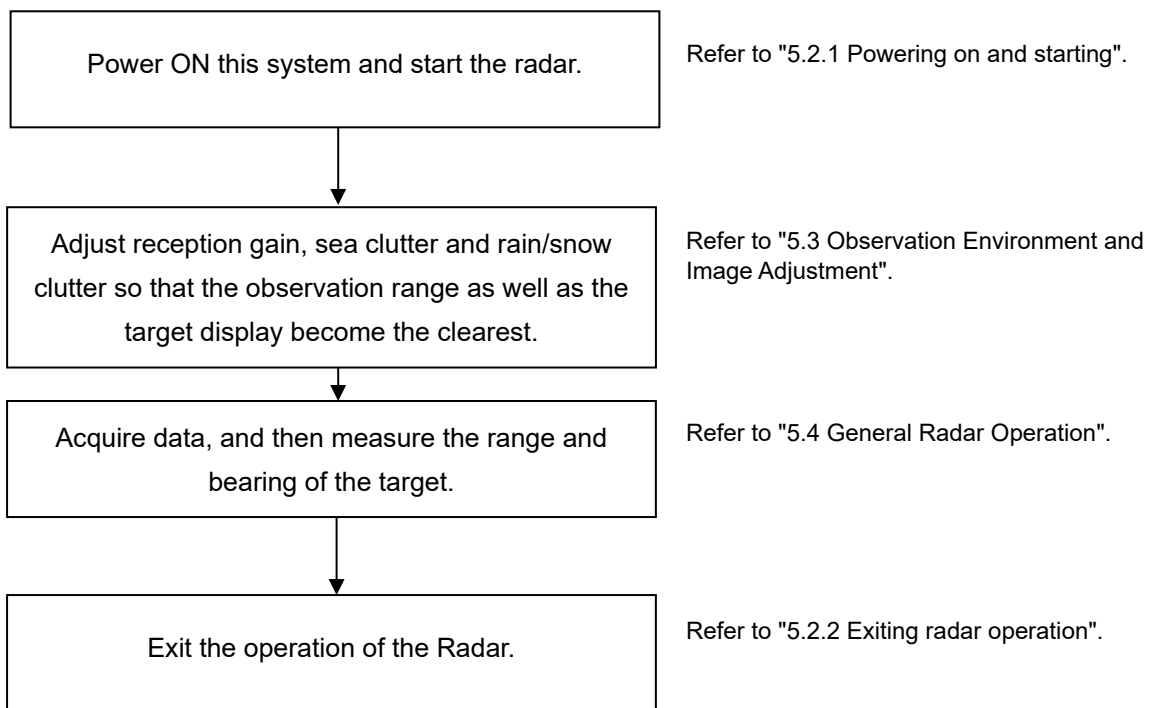 Power ON this system and start the radar.
Refer to "5.2.1 Powering on and starting".
Adjust reception gain, sea clutter and rain/snow
clutter so that the observation range as well as the
target display become the clearest.
Refer to "5.3 Observation Environment and
Image Adjustment".
Acquire data, and then measure the range and
bearing of the target.
Refer to "5.4 General Radar Operation".
Exit the operation of the Radar.
Refer to "5.2.2 Exiting radar operation".